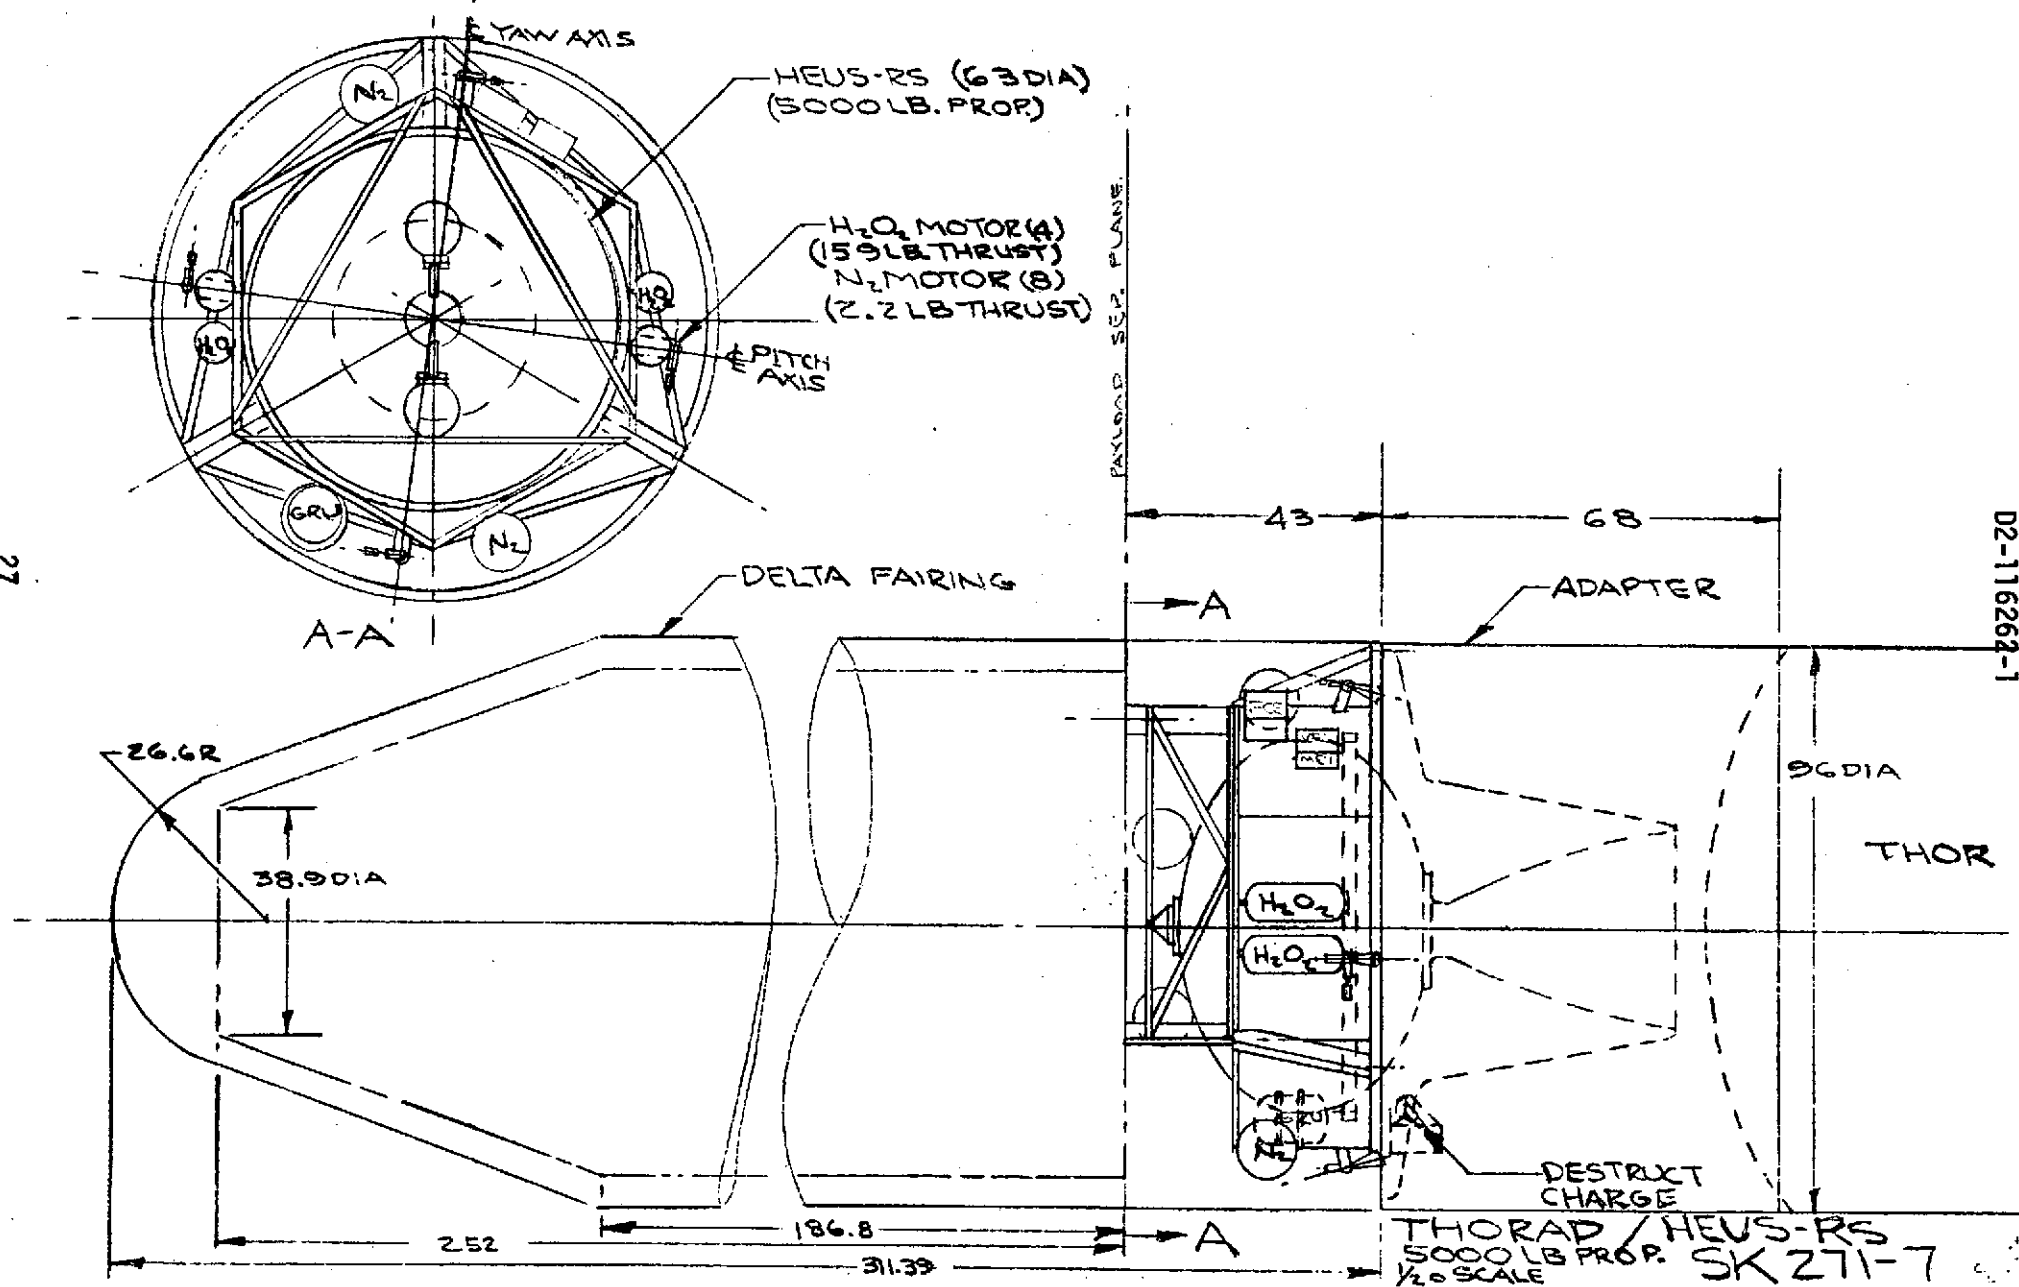 ℄ YAW AXIS
N₂
HEUS-RS (63 DIA)
(5000 LB. PROP.)
H₂O₂ MOTOR (4)
(159 LB THRUST)
N₂ MOTOR (8)
(2.2 LB THRUST)
H₂O₂
H₂O₂
℄ PITCH
AXIS
GRU
N₂
A-A
PAYLOAD SEP. PLANE.
43
68
D2-116262-1
27
DELTA FAIRING
A
ADAPTER
26.6R
38.9 DIA
96 DIA
THOR
H₂O₂
H₂O₂
GRU
N₂
DESTRUCT
CHARGE
186.8
252
311.39
A
THORAD / HEUS-RS
5000 LB PROP. SK 271-7
1/20 SCALE